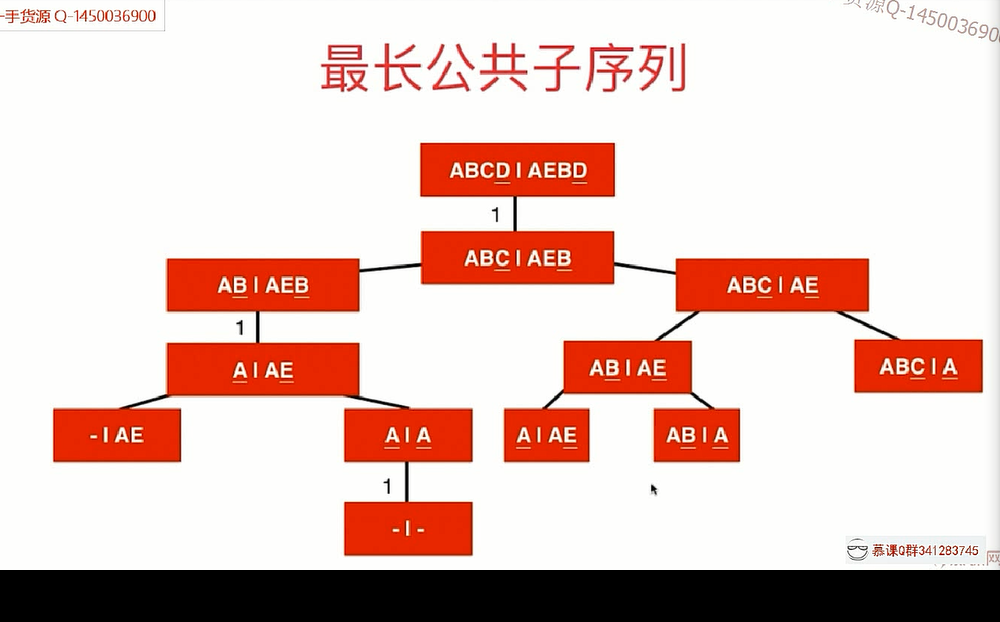 一手货源 Q-1450036900
货源Q-1450036900
最长公共子序列
ABCD | AEBD
1
ABC | AEB
AB | AEB
ABC | AE
1
A | AE
AB | AE
ABC | A
- | AE
A | A
A | AE
AB | A
1
- | -
慕课Q群341283745